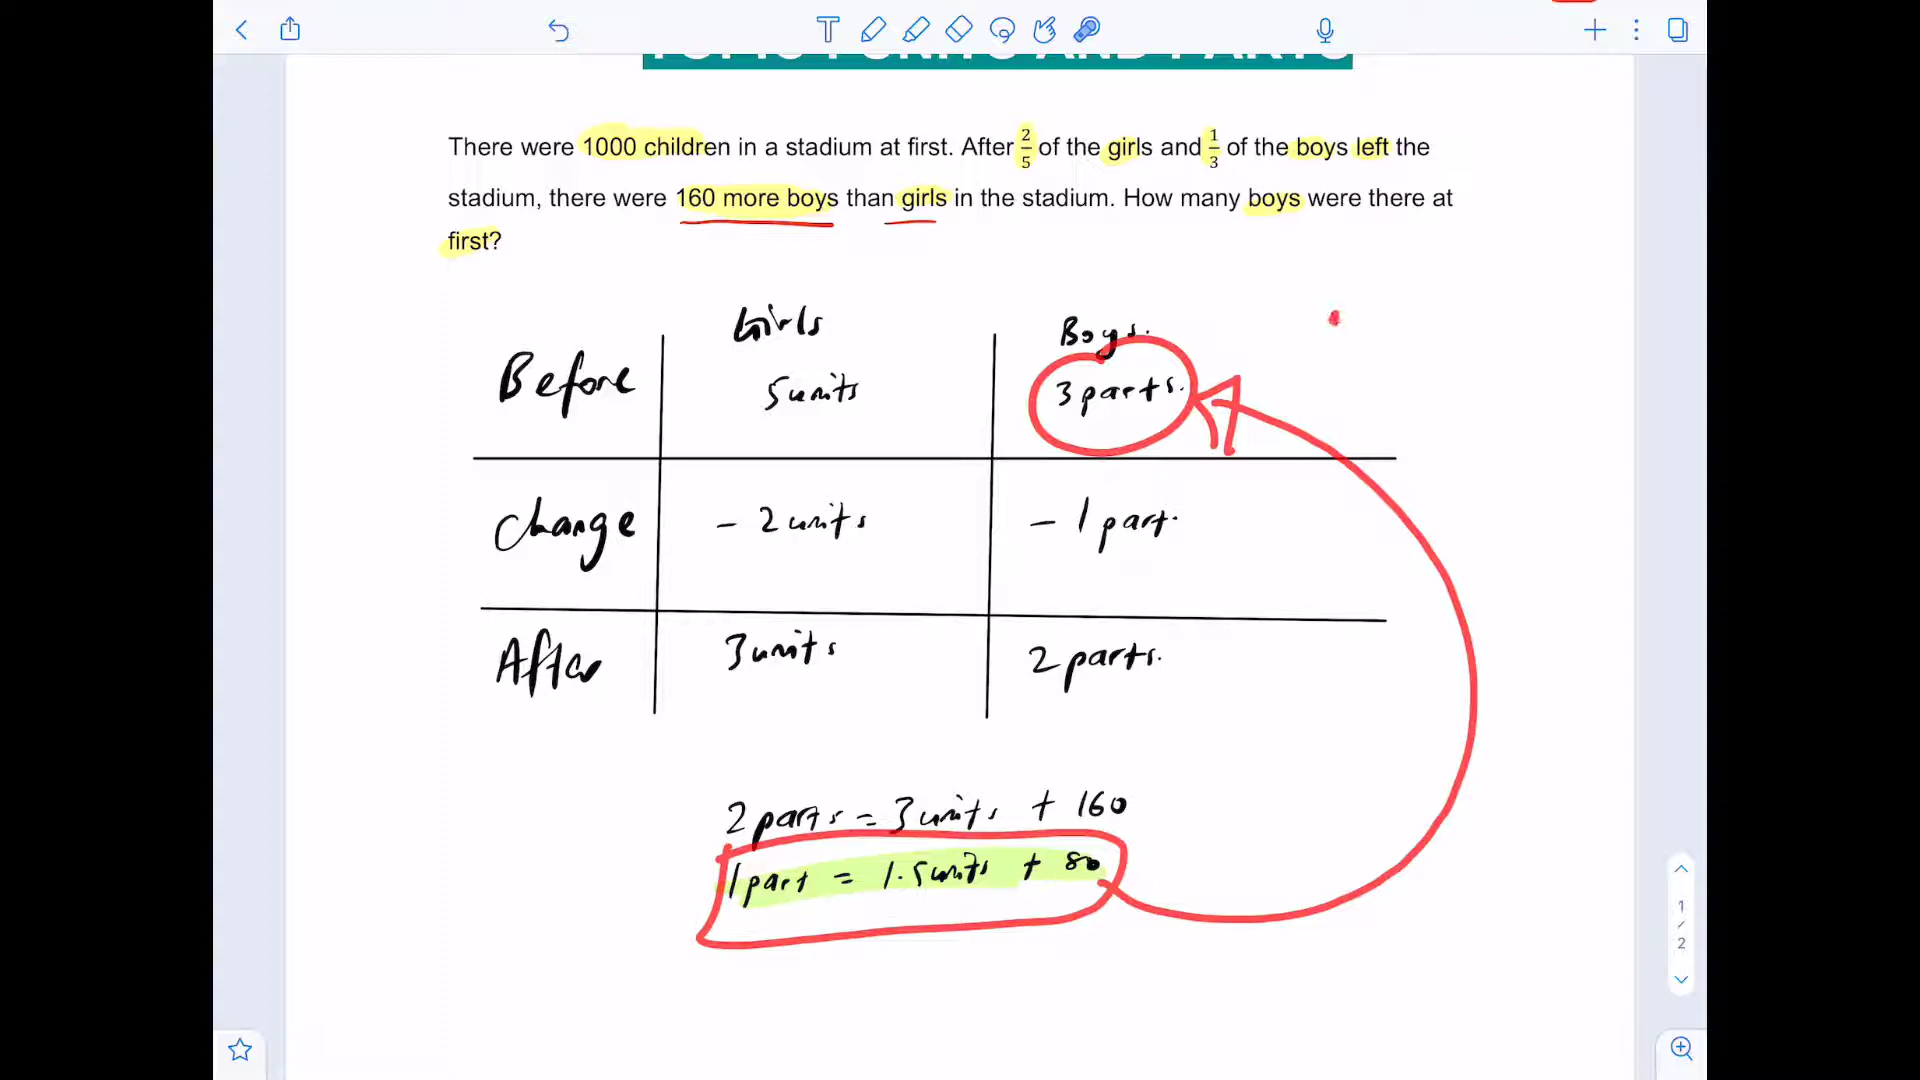 There were 1000 children in a stadium at first. After 2/5 of the girls and 1/3 of the boys left the
stadium, there were 160 more boys than girls in the stadium. How many boys were there at
first?
Girls Boys.
Before 5 units 3 parts.
Change - 2 units - 1 part.
After 3 units 2 parts.
2 parts = 3 units + 160
1 part = 1.5 units + 80
1
/
2